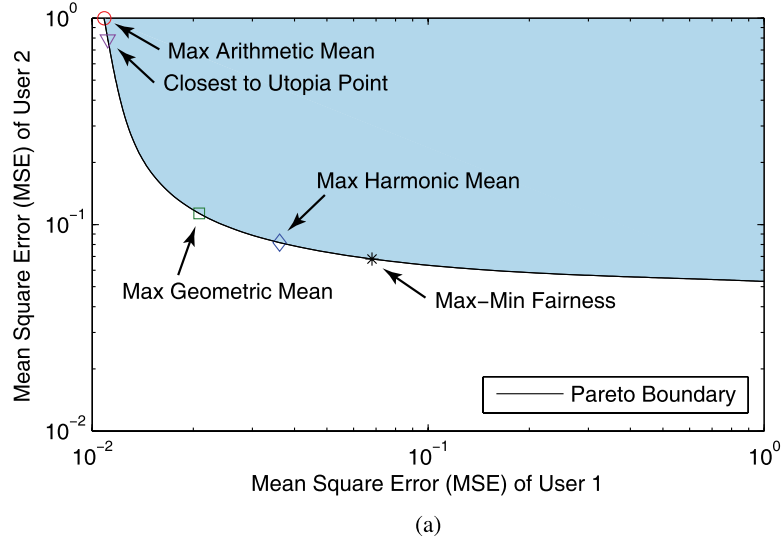 10^0
Max Arithmetic Mean
Closest to Utopia Point
Max Harmonic Mean
10^-1
Max Geometric Mean
Max-Min Fairness
Pareto Boundary
10^-2
10^-2
10^-1
10^0
Mean Square Error (MSE) of User 2
Mean Square Error (MSE) of User 1
(a)